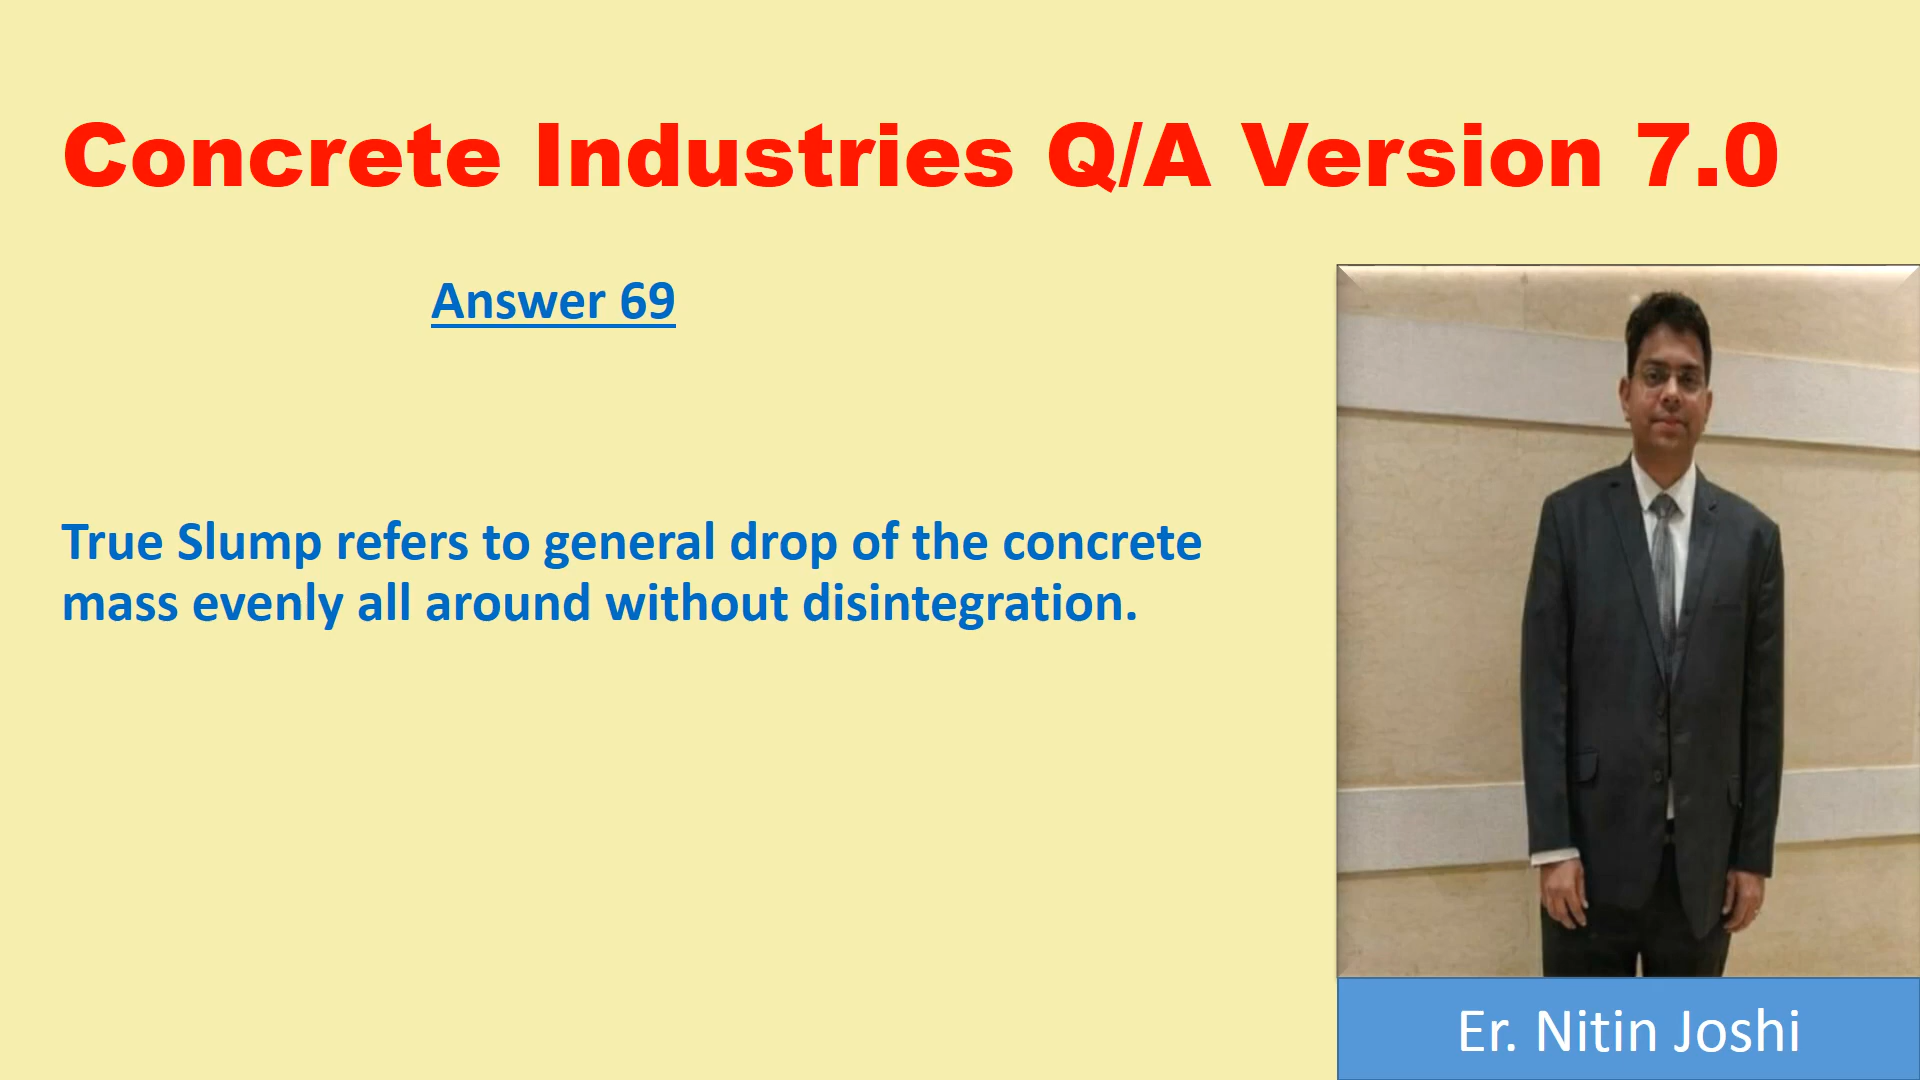 Concrete Industries Q/A Version 7.0
Answer 69
True Slump refers to general drop of the concrete
mass evenly all around without disintegration.
Er. Nitin Joshi